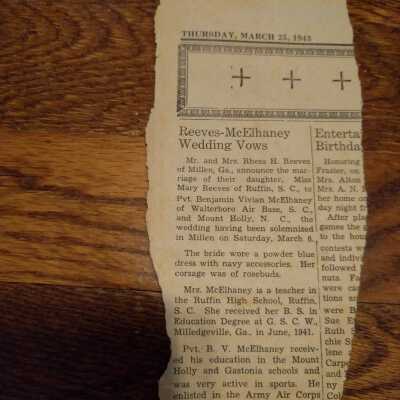 THURSDAY, MARCH 25, 1943
Reeves-McElhaney
Wedding Vows
Mr. and Mrs. Rhesa H. Reeves
of Millen, Ga., announce the mar-
riage of their daughter, Miss
Mary Reeves of Ruffin, S. C., to
Pvt. Benjamin Vivian McElhaney
of Walterboro Air Base, S. C.,
and Mount Holly, N. C., the
wedding having been solemnized
in Millen on Saturday, March 6.
The bride wore a powder blue
dress with navy accessories. Her
corsage was of rosebuds.
Mrs. McElhaney is a teacher in
the Ruffin High School, Ruffin,
S. C. She received her B. S. in
Education Degree at G. S. C. W.,
Milledgeville, Ga., in June, 1941.
Pvt. B. V. McElhaney receiv-
ed his education in the Mount
Holly and Gastonia schools and
was very active in sports. He
enlisted in the Army Air Corps
Enterta
Birthda
Honoring
Frazier, on
Mrs. Alton
Mrs. A. N.
her home o
day night f
After pla
games the g
to the hou
contests w
and indivi
followed
nuts. Fa
were ca
tions a
were B
Sue E
Ruth S
chie S
lene
Carpe
and
ny
Col